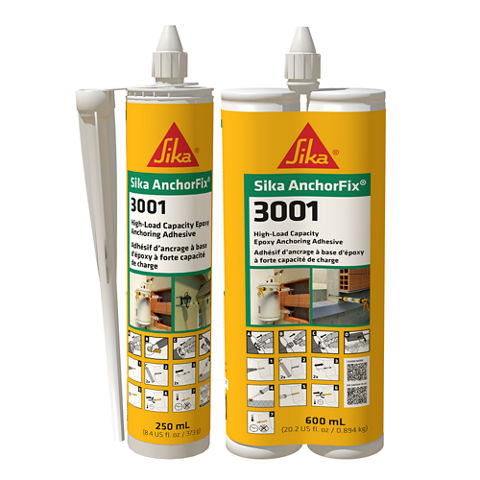 Sika®
Sika AnchorFix®
3001
High-Load Capacity Epoxy
Anchoring Adhesive
Adhésif d'ancrage à base
d'époxy à forte capacité
de charge
250 mL
(8.4 US fl. oz / 373 g)
Sika®
Sika AnchorFix®
3001
High-Load Capacity
Epoxy Anchoring Adhesive
Adhésif d'ancrage à base d'époxy
à forte capacité de charge
600 mL
(20.2 US fl. oz / 0.894 kg)